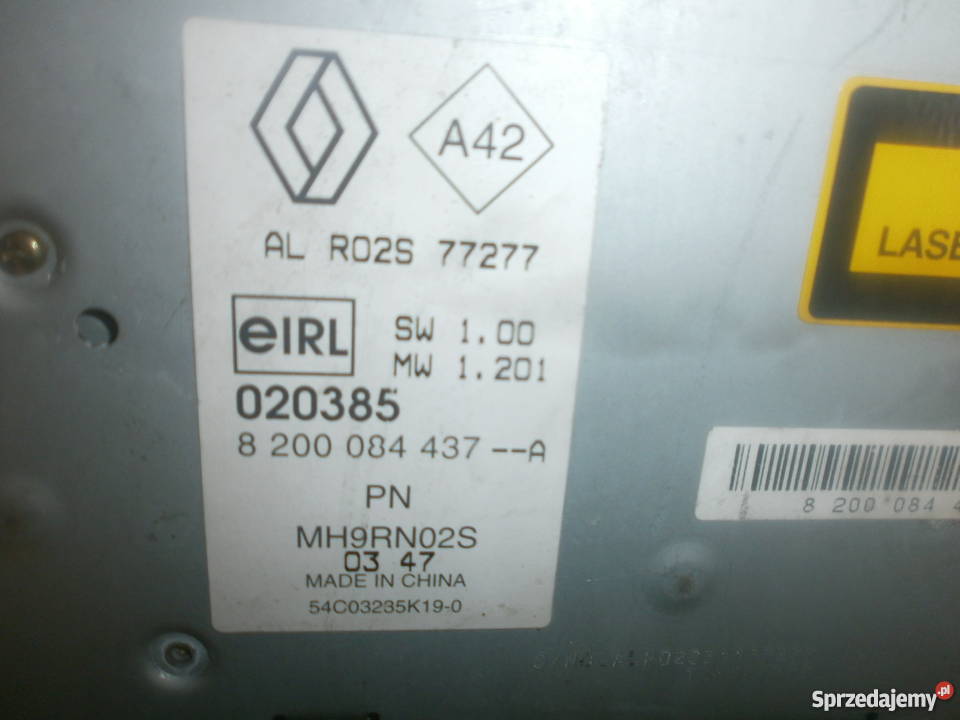 A42
AL R02S 77277
eIRL
SW 1.00
MW 1.201
020385
8 200 084 437 --A
PN
MH9RN02S
03 47
MADE IN CHINA
54C03235K19-0
LASE
8 200 084 4
Sprzedajemy.pl